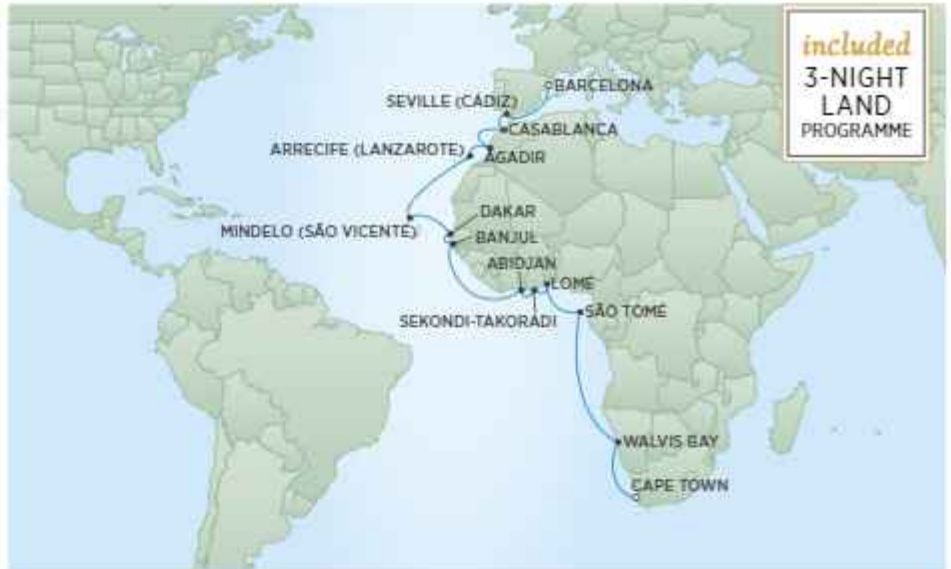 included
3-NIGHT
LAND
PROGRAMME
BARCELONA
SEVILLE (CÁDIZ)
CASABLANCA
ARRECIFE (LANZAROTE)
AGADIR
DAKAR
MINDELO (SÃO VICENTE)
BANJUL
ABIDJAN
LOMÉ
SEKONDI-TAKORADI
SÃO TOMÉ
WALVIS BAY
CAPE TOWN